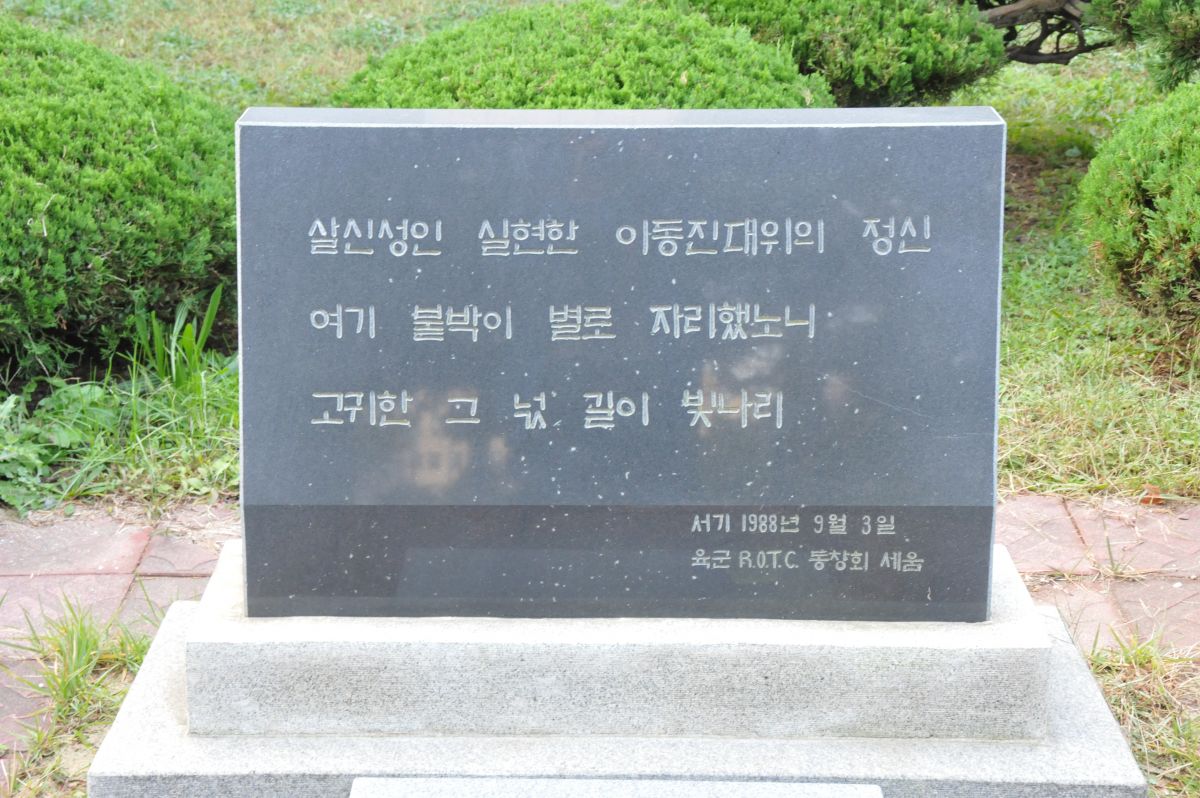 살신성인 실현한 이동진대위의 정신
여기 붙박이 별로 자리했노니
고귀한 그 넋 길이 빛나리
서기 1988년 9월 3일
육군 R.O.T.C. 동창회 세움